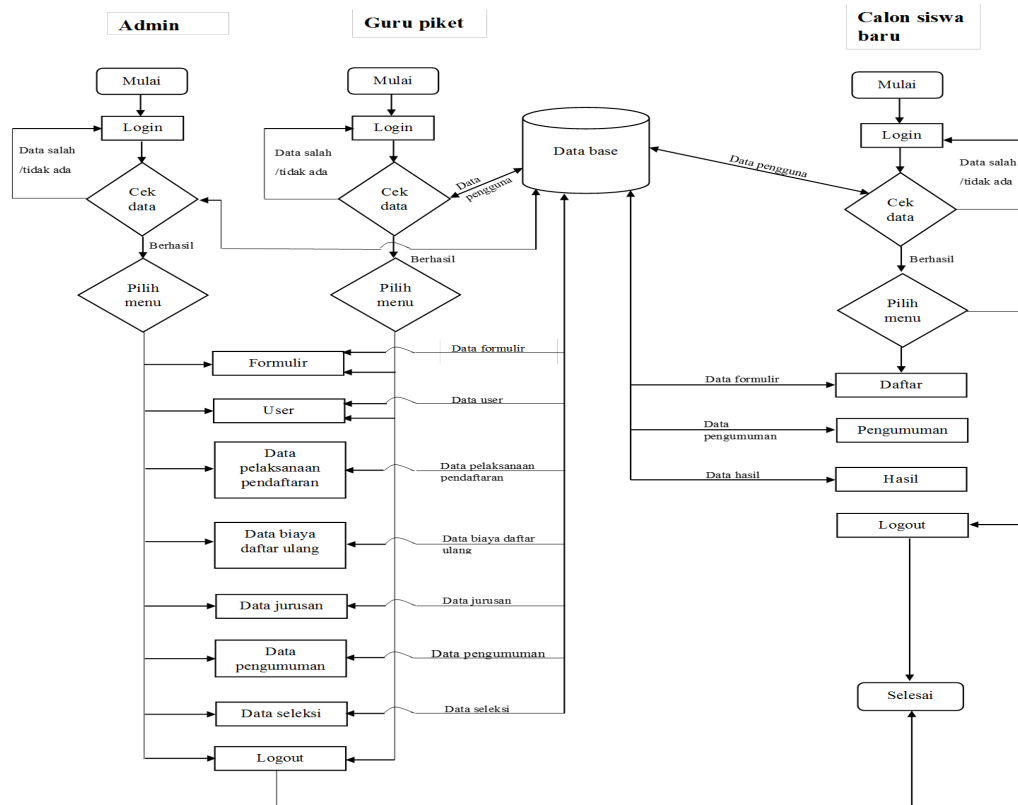 Admin
Guru piket
Calon siswa
baru
Mulai
Login
Data salah
/tidak ada
Cek
data
Berhasil
Pilih
menu
Mulai
Login
Data salah
/tidak ada
Cek
data
Data
pengguna
Berhasil
Pilih
menu
Data base
Data pengguna
Mulai
Login
Data salah
/tidak ada
Cek
data
Berhasil
Pilih
menu
Formulir
Data formulir
User
Data user
Data
pelaksanaan
pendaftaran
Data pelaksanaan
pendaftaran
Data biaya
daftar ulang
Data biaya daftar
ulang
Data jurusan
Data jurusan
Data
pengumuman
Data pengumuman
Data seleksi
Data seleksi
Logout
Data formulir
Daftar
Data
pengumuman
Pengumuman
Data hasil
Hasil
Logout
Selesai